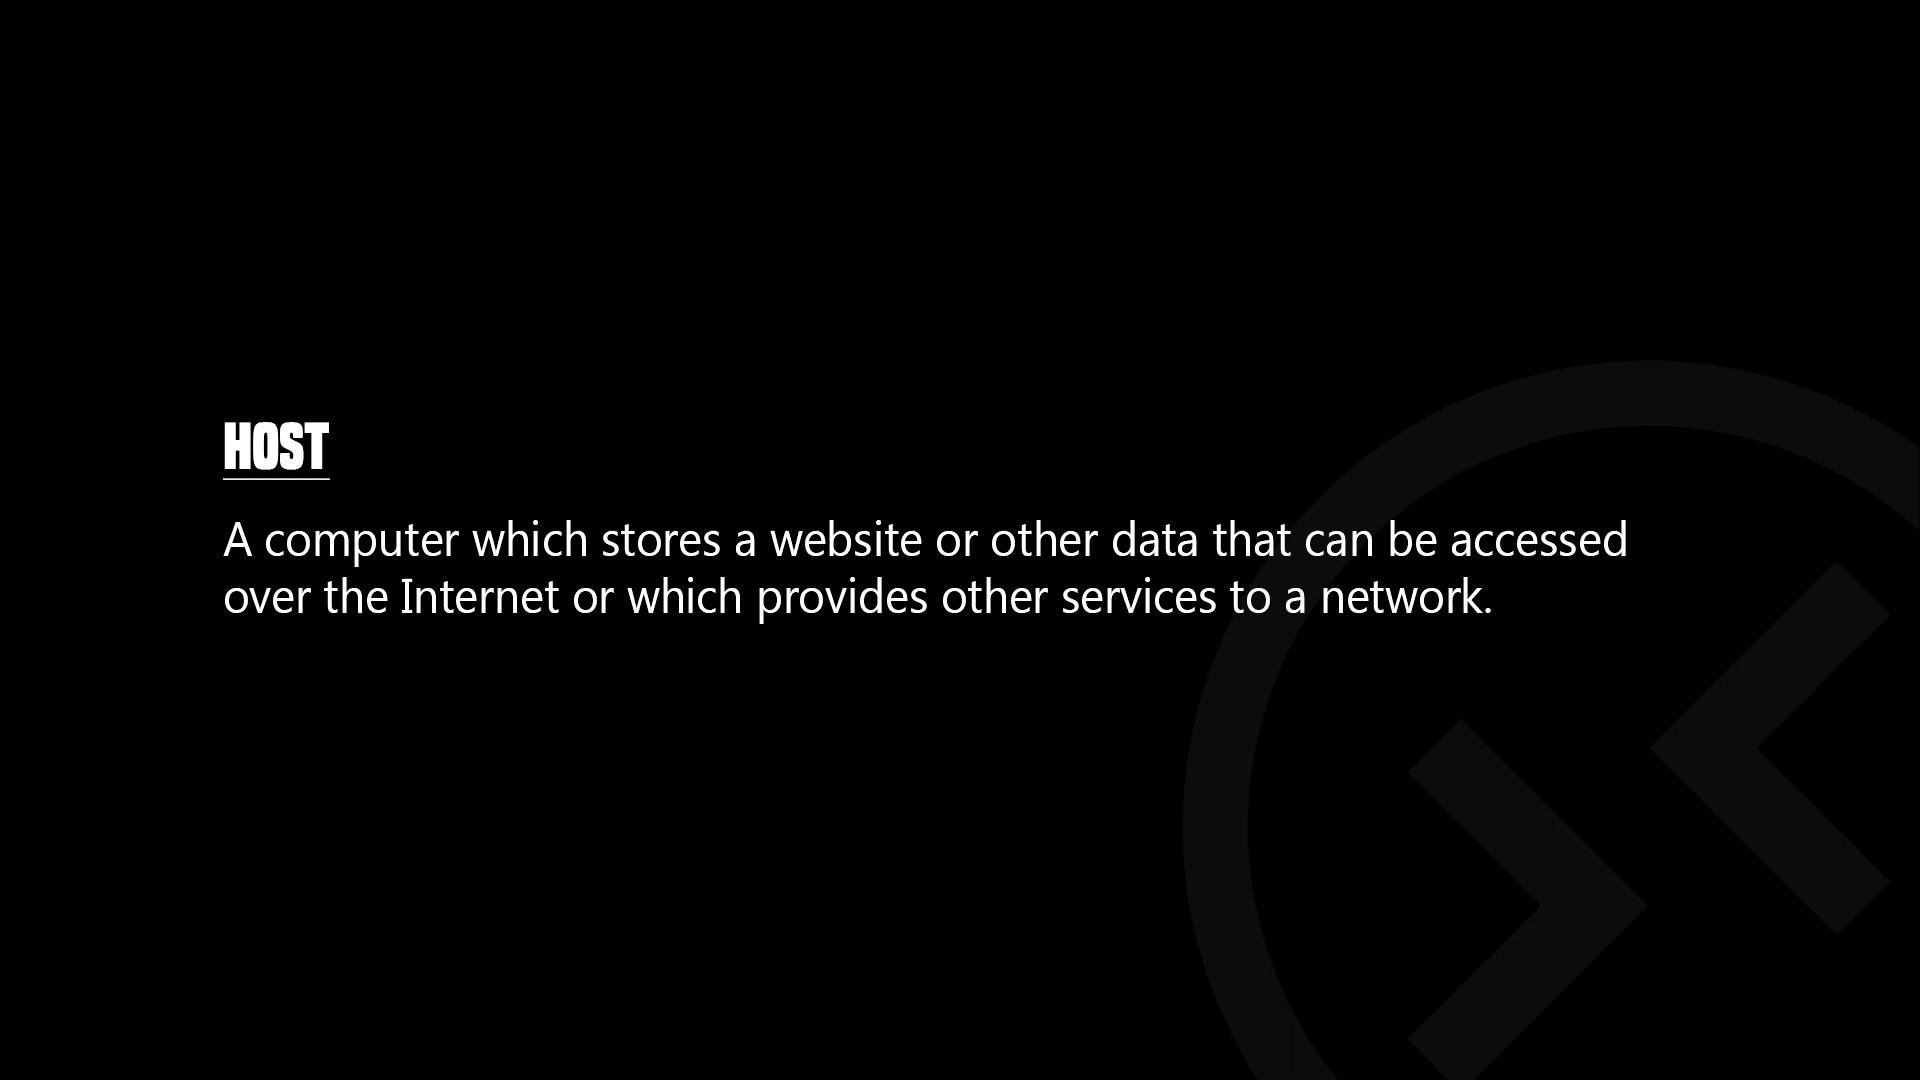 HOST
A computer which stores a website or other data that can be accessed
over the Internet or which provides other services to a network.